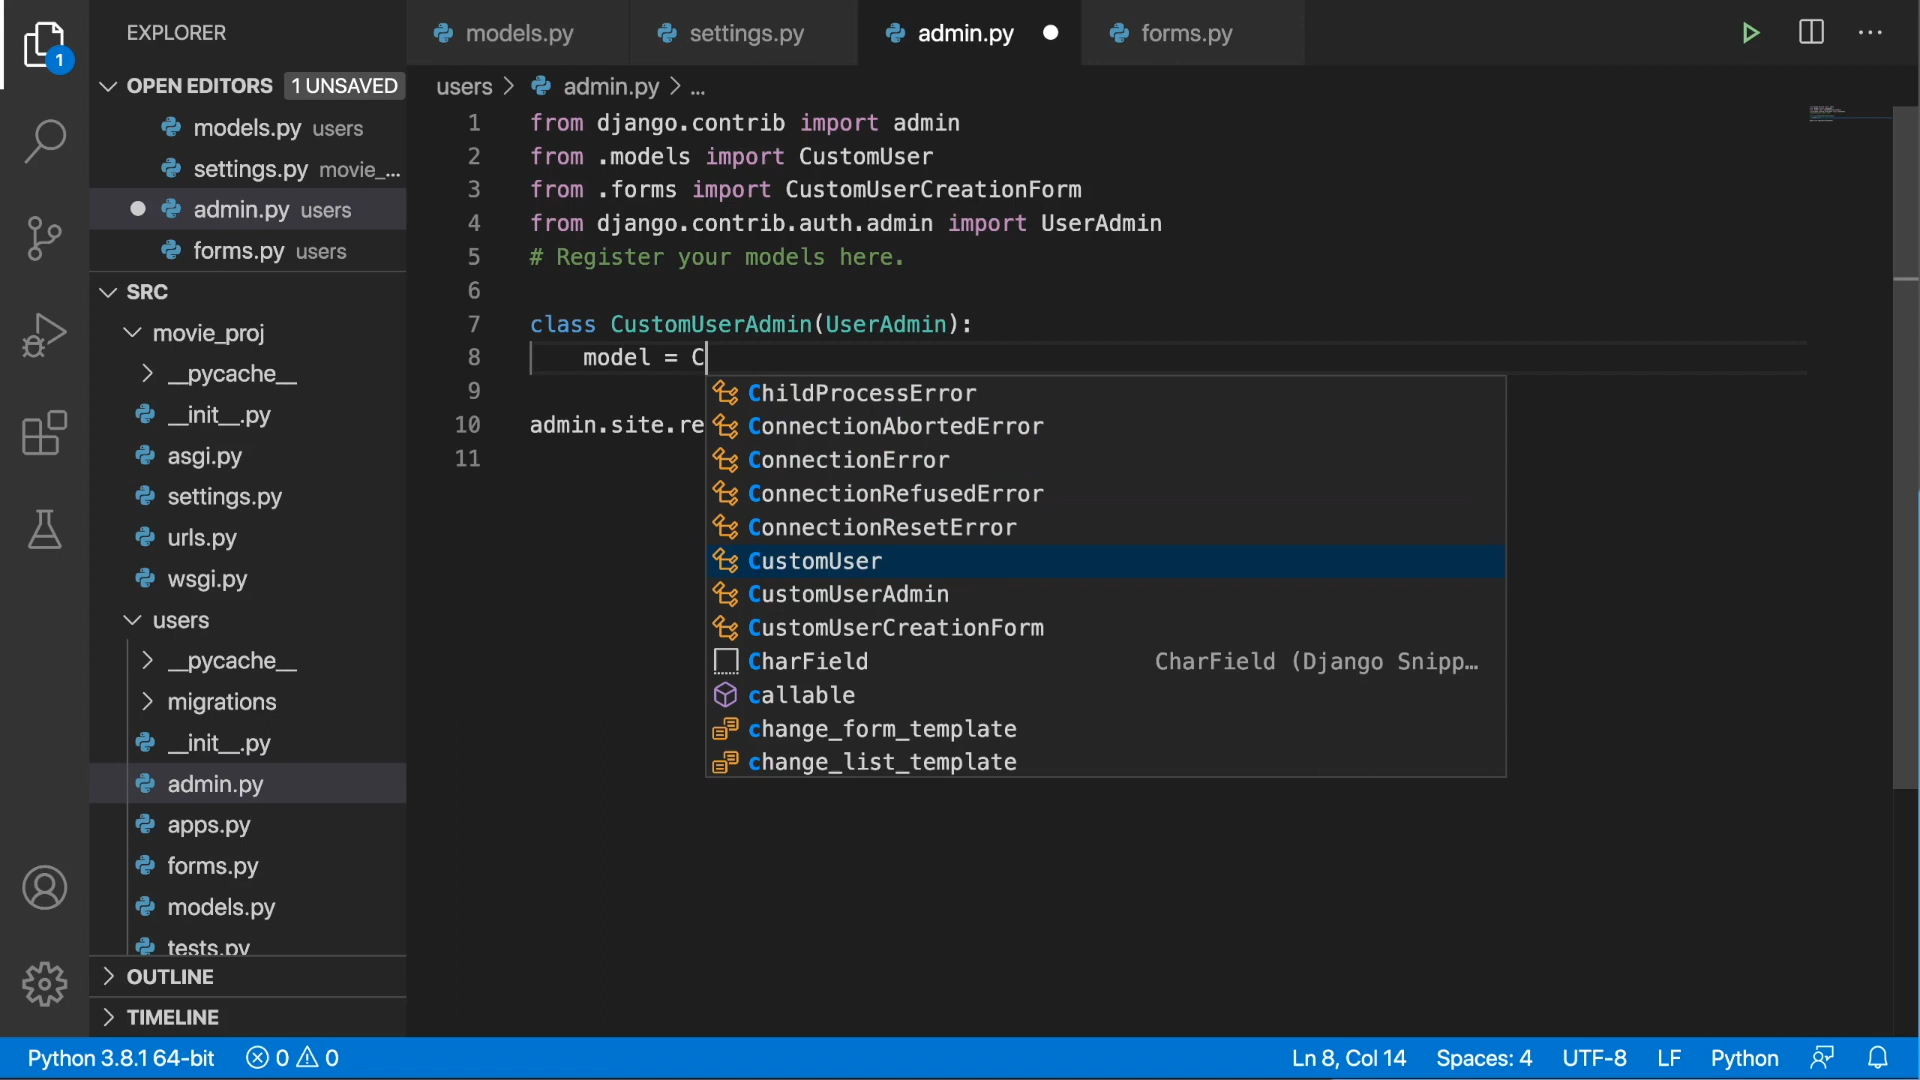 EXPLORER
1
OPEN EDITORS 1 UNSAVED
models.py users
settings.py movie_...
admin.py users
forms.py users
SRC
movie_proj
__pycache__
__init__.py
asgi.py
settings.py
urls.py
wsgi.py
users
__pycache__
migrations
__init__.py
admin.py
apps.py
forms.py
models.py
tests.py
OUTLINE
TIMELINE
models.py settings.py admin.py forms.py
users > admin.py > ...
1 from django.contrib import admin
2 from .models import CustomUser
3 from .forms import CustomUserCreationForm
4 from django.contrib.auth.admin import UserAdmin
5 # Register your models here.
6
7 class CustomUserAdmin(UserAdmin):
8 model = C
9
10 admin.site.re
11
ChildProcessError
ConnectionAbortedError
ConnectionError
ConnectionRefusedError
ConnectionResetError
CustomUser
CustomUserAdmin
CustomUserCreationForm
CharField CharField (Django Snipp…
callable
change_form_template
change_list_template
Python 3.8.1 64-bit 0 0 Ln 8, Col 14 Spaces: 4 UTF-8 LF Python